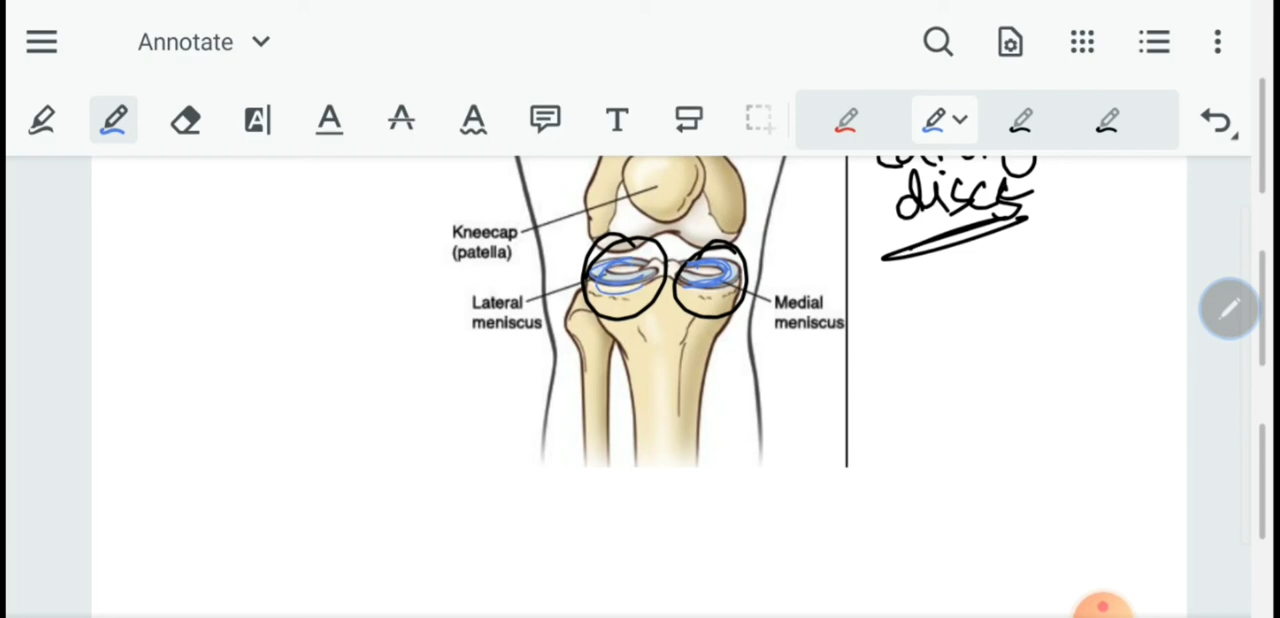 Annotate
A
A
A
A
T
discs
Kneecap
(patella)
Lateral
meniscus
Medial
meniscus